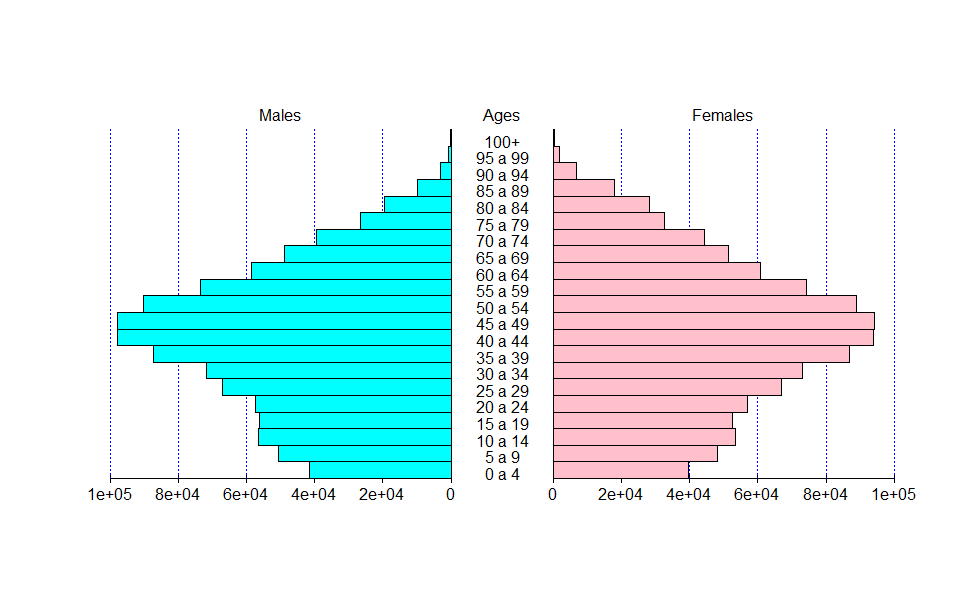 Males Ages Females
100+
95 a 99
90 a 94
85 a 89
80 a 84
75 a 79
70 a 74
65 a 69
60 a 64
55 a 59
50 a 54
45 a 49
40 a 44
35 a 39
30 a 34
25 a 29
20 a 24
15 a 19
10 a 14
5 a 9
0 a 4
1e+05 8e+04 6e+04 4e+04 2e+04 0 0 2e+04 4e+04 6e+04 8e+04 1e+05